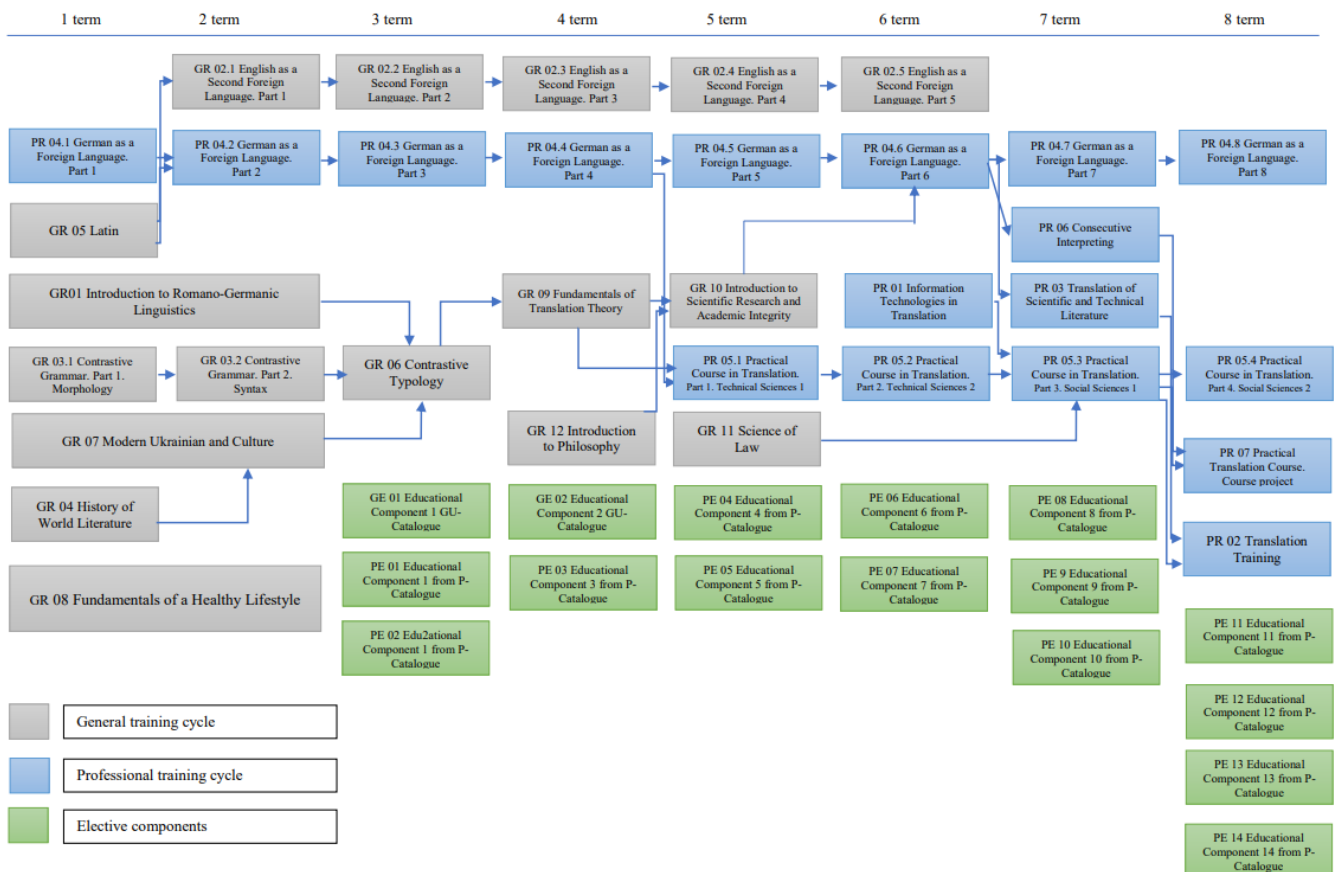 1 term
2 term
3 term
4 term
5 term
6 term
7 term
8 term
GR 02.1 English as a
Second Foreign
Language. Part 1
GR 02.2 English as a
Second Foreign
Language. Part 2
GR 02.3 English as a
Second Foreign
Language. Part 3
GR 02.4 English as a
Second Foreign
Language. Part 4
GR 02.5 English as a
Second Foreign
Language. Part 5
PR 04.1 German as a
Foreign Language.
Part 1
PR 04.2 German as a
Foreign Language.
Part 2
PR 04.3 German as a
Foreign Language.
Part 3
PR 04.4 German as a
Foreign Language.
Part 4
PR 04.5 German as a
Foreign Language.
Part 5
PR 04.6 German as a
Foreign Language.
Part 6
PR 04.7 German as a
Foreign Language.
Part 7
PR 04.8 German as a
Foreign Language.
Part 8
GR 05 Latin
PR 06 Consecutive
Interpreting
GR01 Introduction to Romano-Germanic
Linguistics
GR 09 Fundamentals of
Translation Theory
GR 10 Introduction to
Scientific Research and
Academic Integrity
PR 01 Information
Technologies in
Translation
PR 03 Translation of
Scientific and Technical
Literature
GR 03.1 Contrastive
Grammar. Part 1.
Morphology
GR 03.2 Contrastive
Grammar. Part 2.
Syntax
GR 06 Contrastive
Typology
PR 05.1 Practical
Course in Translation.
Part 1. Technical Sciences 1
PR 05.2 Practical
Course in Translation.
Part 2. Technical Sciences 2
PR 05.3 Practical
Course in Translation.
Part 3. Social Sciences 1
PR 05.4 Practical
Course in Translation.
Part 4. Social Sciences 2
GR 07 Modern Ukrainian and Culture
GR 12 Introduction
to Philosophy
GR 11 Science of
Law
PR 07 Practical
Translation Course.
Course project
GR 04 History of
World Literature
GE 01 Educational
Component 1 GU-
Catalogue
GE 02 Educational
Component 2 GU-
Catalogue
PE 04 Educational
Component 4 from P-
Catalogue
PE 06 Educational
Component 6 from P-
Catalogue
PE 08 Educational
Component 8 from P-
Catalogue
PR 02 Translation
Training
GR 08 Fundamentals of a Healthy Lifestyle
PE 01 Educational
Component 1 from P-
Catalogue
PE 03 Educational
Component 3 from P-
Catalogue
PE 05 Educational
Component 5 from P-
Catalogue
PE 07 Educational
Component 7 from P-
Catalogue
PE 9 Educational
Component 9 from P-
Catalogue
PE 02 Edu2ational
Component 1 from P-
Catalogue
PE 10 Educational
Component 10 from P-
Catalogue
PE 11 Educational
Component 11 from P-
Catalogue
PE 12 Educational
Component 12 from P-
Catalogue
PE 13 Educational
Component 13 from P-
Catalogue
PE 14 Educational
Component 14 from P-
Catalogue
General training cycle
Professional training cycle
Elective components